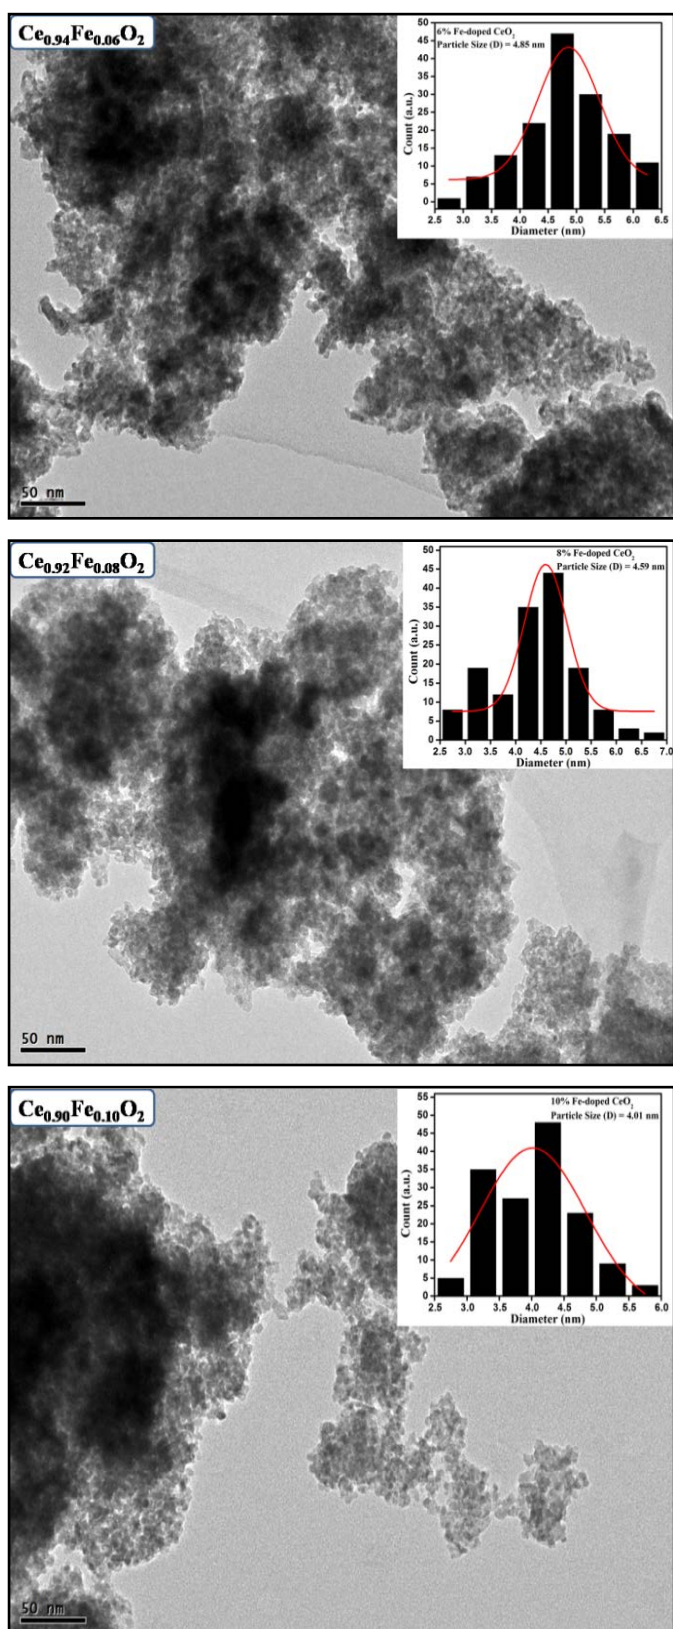 Ce0.94Fe0.06O2
6% Fe-doped CeO2
Particle Size (D) = 4.85 nm
50
45
40
35
30
25
20
15
10
5
0
Count (a.u.)
2.5 3.0 3.5 4.0 4.5 5.0 5.5 6.0 6.5
Diameter (nm)
50 nm
Ce0.92Fe0.08O2
8% Fe-doped CeO2
Particle Size (D) = 4.59 nm
50
45
40
35
30
25
20
15
10
5
0
Count (a.u.)
2.5 3.0 3.5 4.0 4.5 5.0 5.5 6.0 6.5 7.0
Diameter (nm)
50 nm
Ce0.90Fe0.10O2
10% Fe-doped CeO2
Particle Size (D) = 4.01 nm
55
50
45
40
35
30
25
20
15
10
5
0
Count (a.u.)
2.5 3.0 3.5 4.0 4.5 5.0 5.5 6.0
Diameter (nm)
50 nm